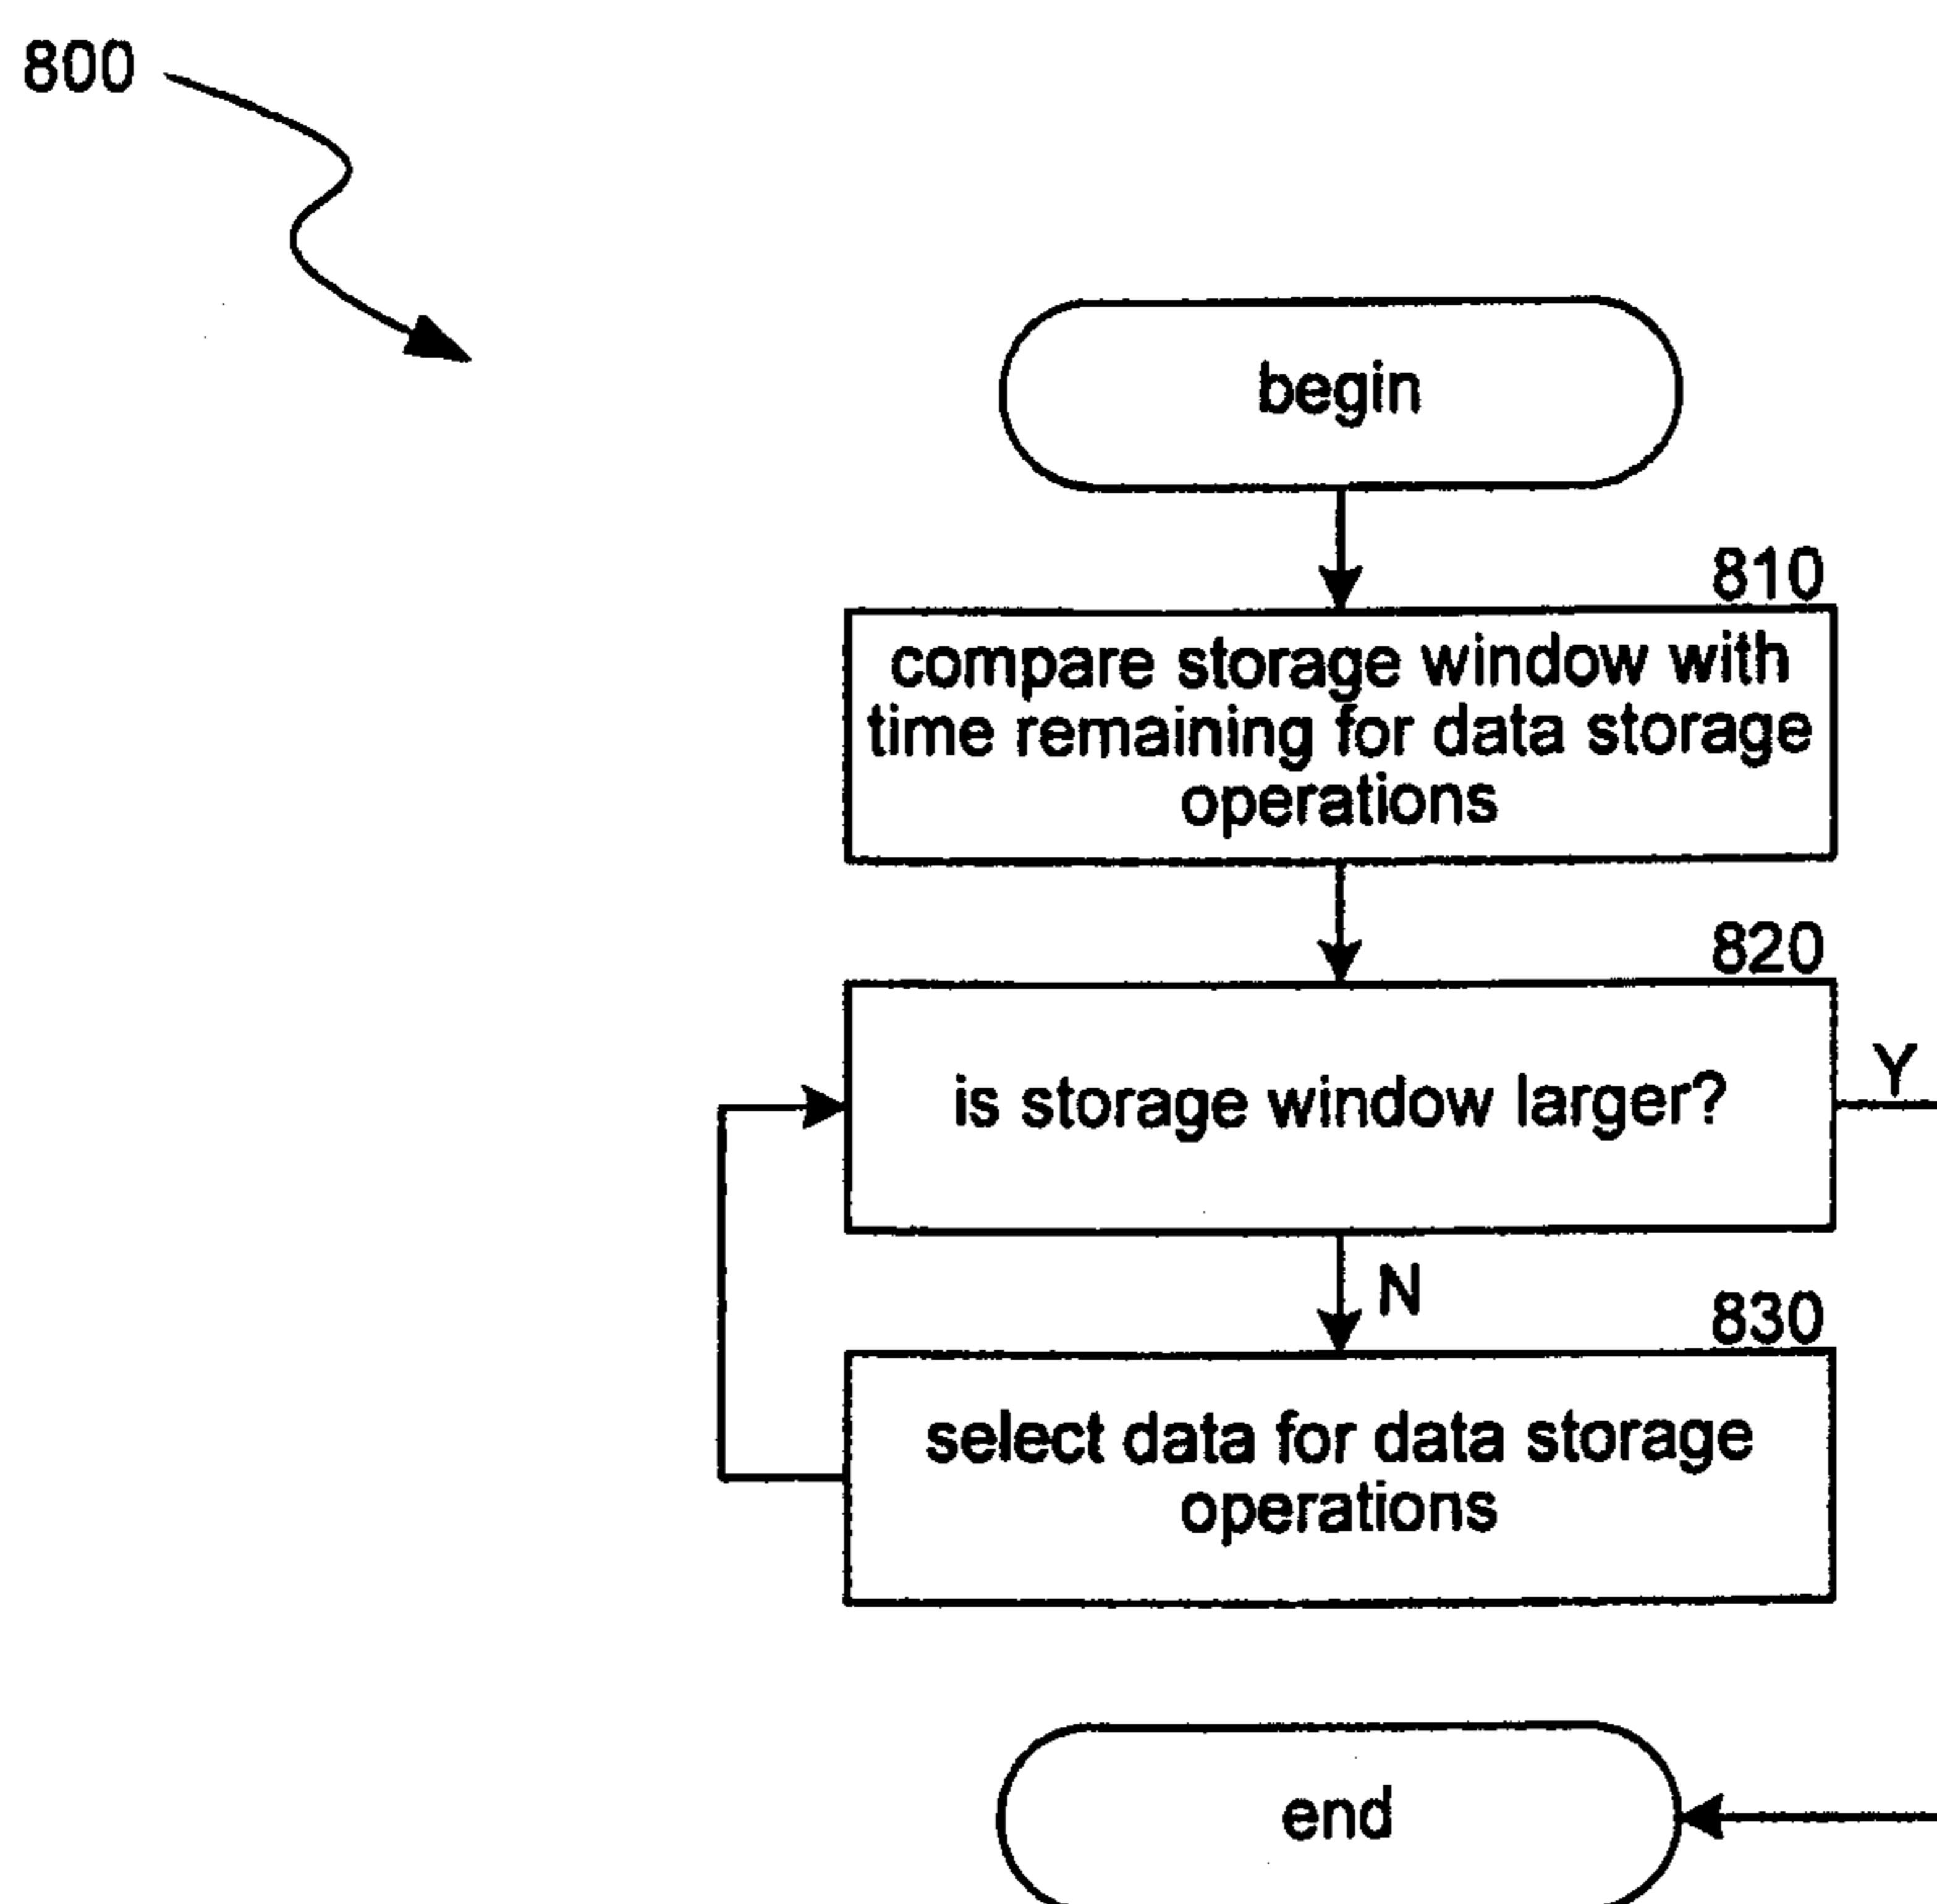 800
begin
810
compare storage window with
time remaining for data storage
operations
820
is storage window larger?
Y
N
830
select data for data storage
operations
end